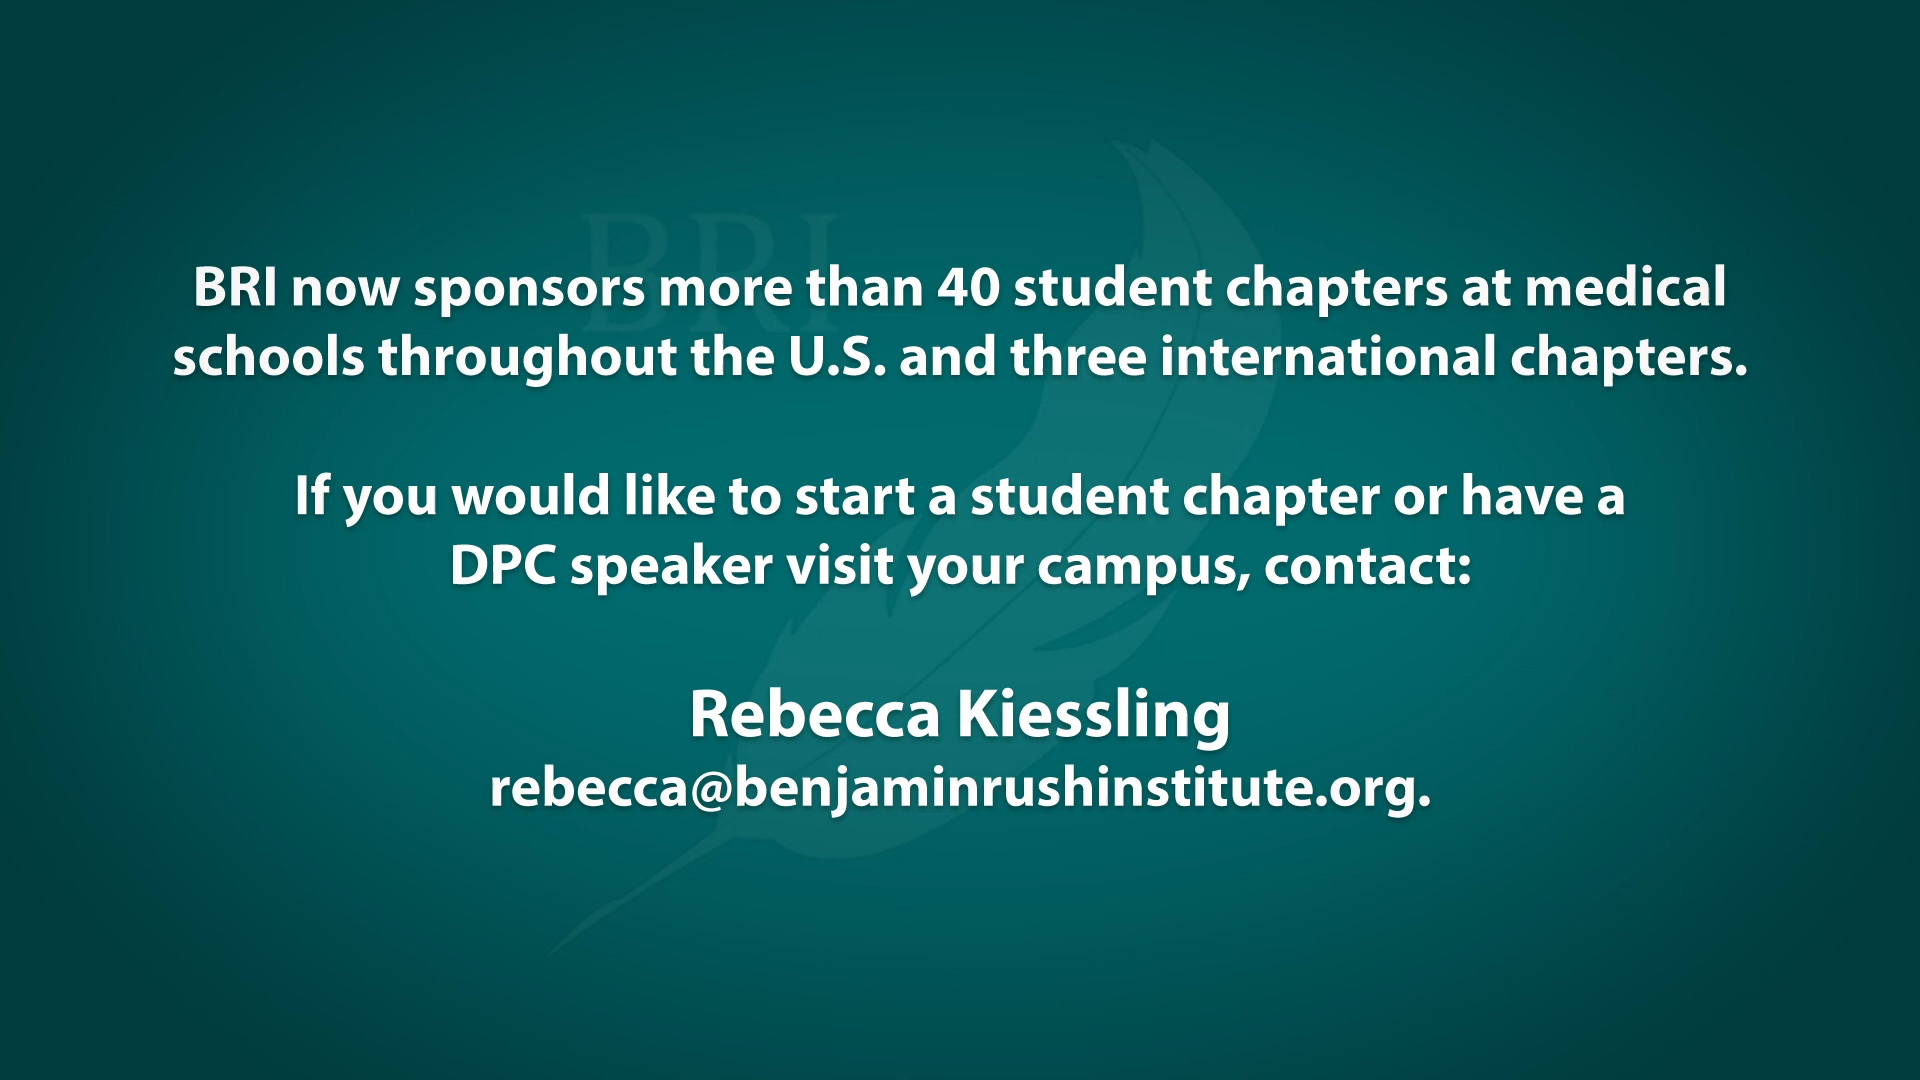 BRI
BRI now sponsors more than 40 student chapters at medical
schools throughout the U.S. and three international chapters.
If you would like to start a student chapter or have a
DPC speaker visit your campus, contact:
Rebecca Kiessling
rebecca@benjaminrushinstitute.org.